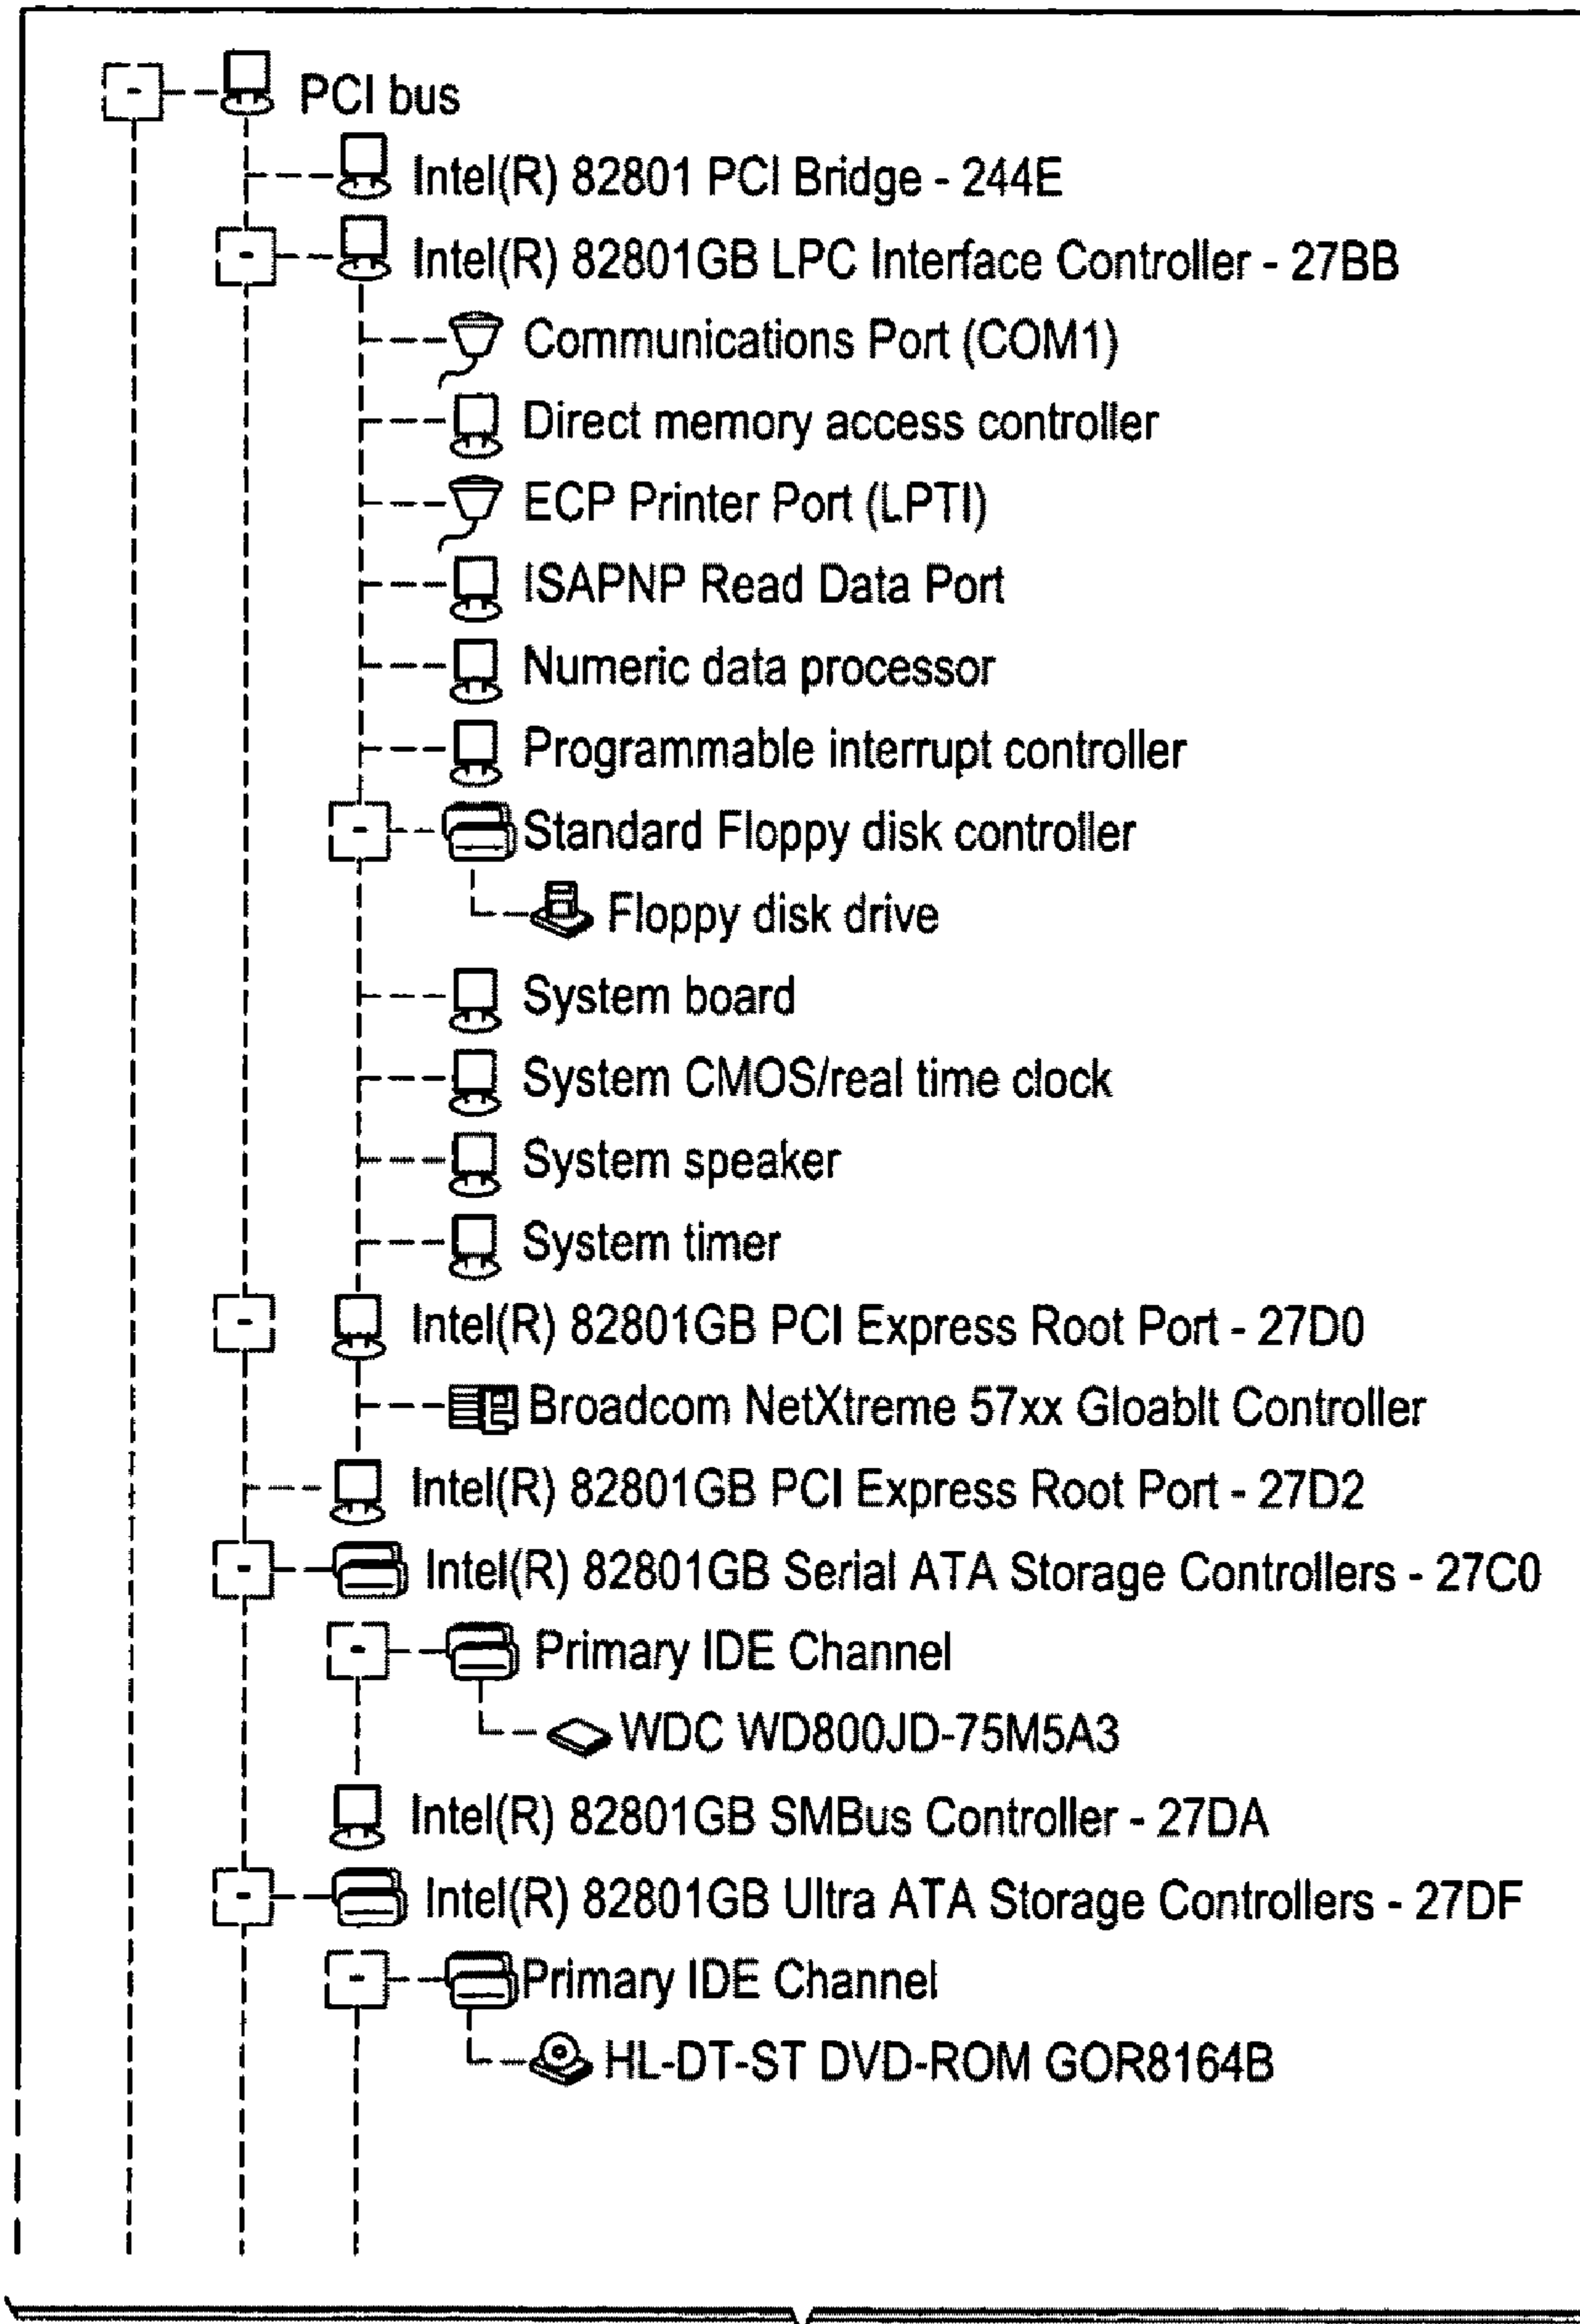 PCI bus
Intel(R) 82801 PCI Bridge - 244E
Intel(R) 82801GB LPC Interface Controller - 27BB
Communications Port (COM1)
Direct memory access controller
ECP Printer Port (LPTI)
ISAPNP Read Data Port
Numeric data processor
Programmable interrupt controller
Standard Floppy disk controller
Floppy disk drive
System board
System CMOS/real time clock
System speaker
System timer
Intel(R) 82801GB PCI Express Root Port - 27D0
Broadcom NetXtreme 57xx Gloablt Controller
Intel(R) 82801GB PCI Express Root Port - 27D2
Intel(R) 82801GB Serial ATA Storage Controllers - 27C0
Primary IDE Channel
WDC WD800JD-75M5A3
Intel(R) 82801GB SMBus Controller - 27DA
Intel(R) 82801GB Ultra ATA Storage Controllers - 27DF
Primary IDE Channel
HL-DT-ST DVD-ROM GOR8164B